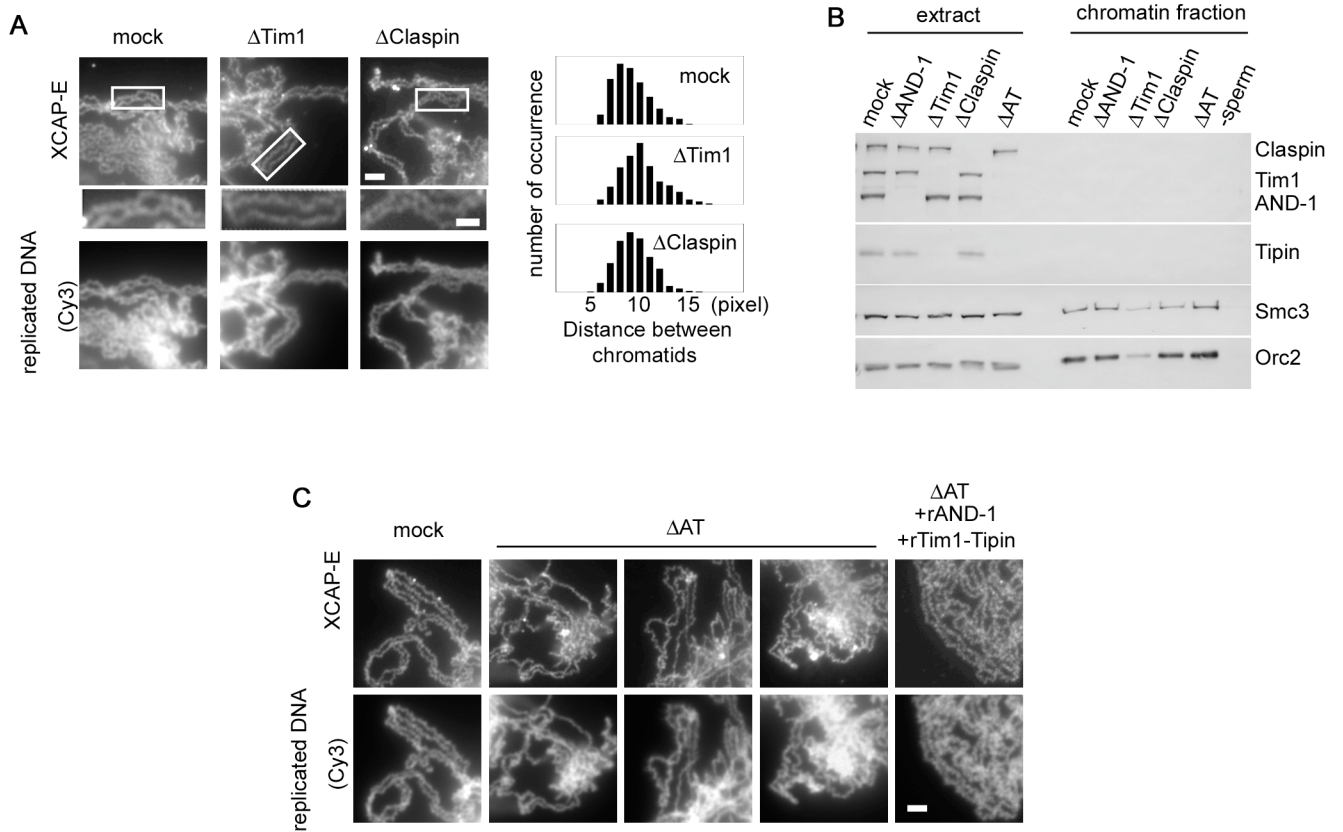 A
mock
ΔTim1
ΔClaspin
XCAP-E
replicated DNA
(Cy3)
number of occurrence
mock
ΔTim1
ΔClaspin
5 10 15 (pixel)
Distance between
chromatids
B
extract
chromatin fraction
mock
ΔAND-1
ΔTim1
ΔClaspin
ΔAT
mock
ΔAND-1
ΔTim1
ΔClaspin
ΔAT
-sperm
Claspin
Tim1
AND-1
Tipin
Smc3
Orc2
C
mock
ΔAT
ΔAT
+rAND-1
+rTim1-Tipin
XCAP-E
replicated DNA
(Cy3)